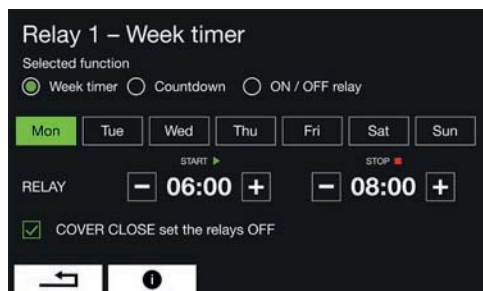 Relay 1 – Week timer
Selected function
Week timer Countdown ON / OFF relay
Mon Tue Wed Thu Fri Sat Sun
START STOP
RELAY − 06:00 + − 08:00 +
COVER CLOSE set the relays OFF
i